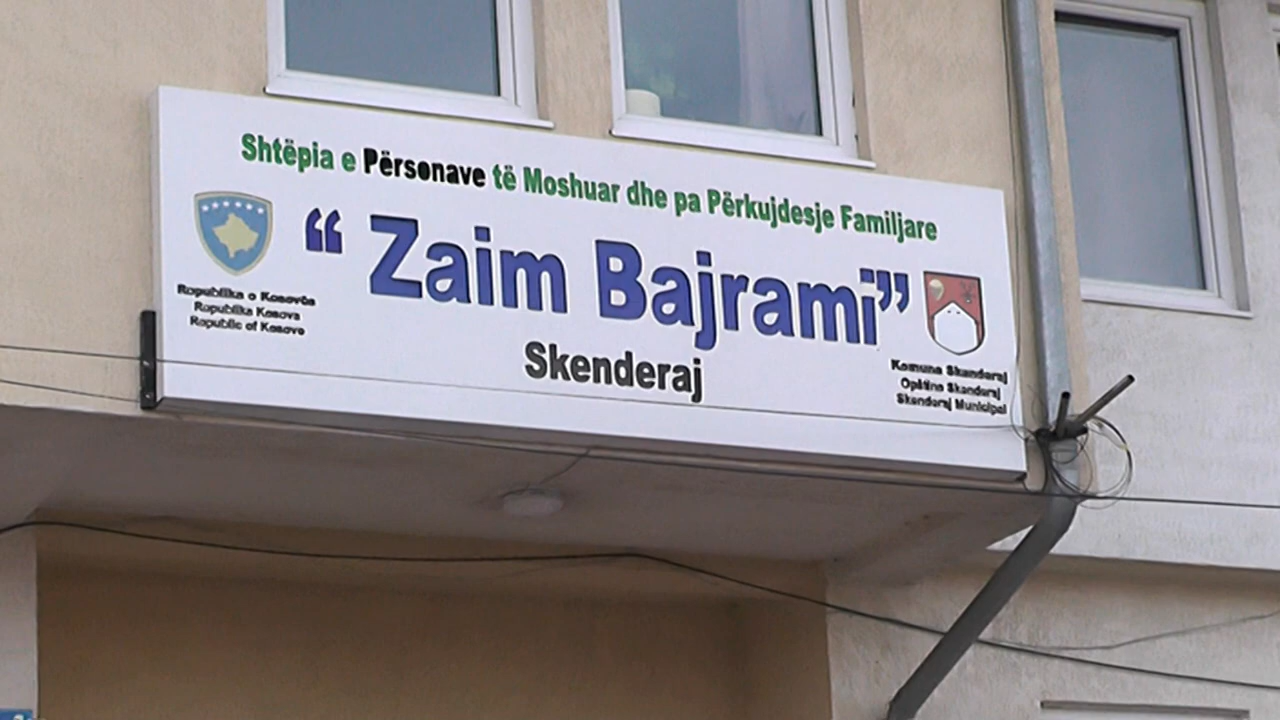 Shtëpia e Përsonave të Moshuar dhe pa Përkujdesje Familjare
“ Zaim Bajrami”
Skenderaj
Republika e Kosovës
Republika Kosova
Republic of Kosovo
Komuna Skenderaj
Opština Skenderaj
Skenderaj Municipal